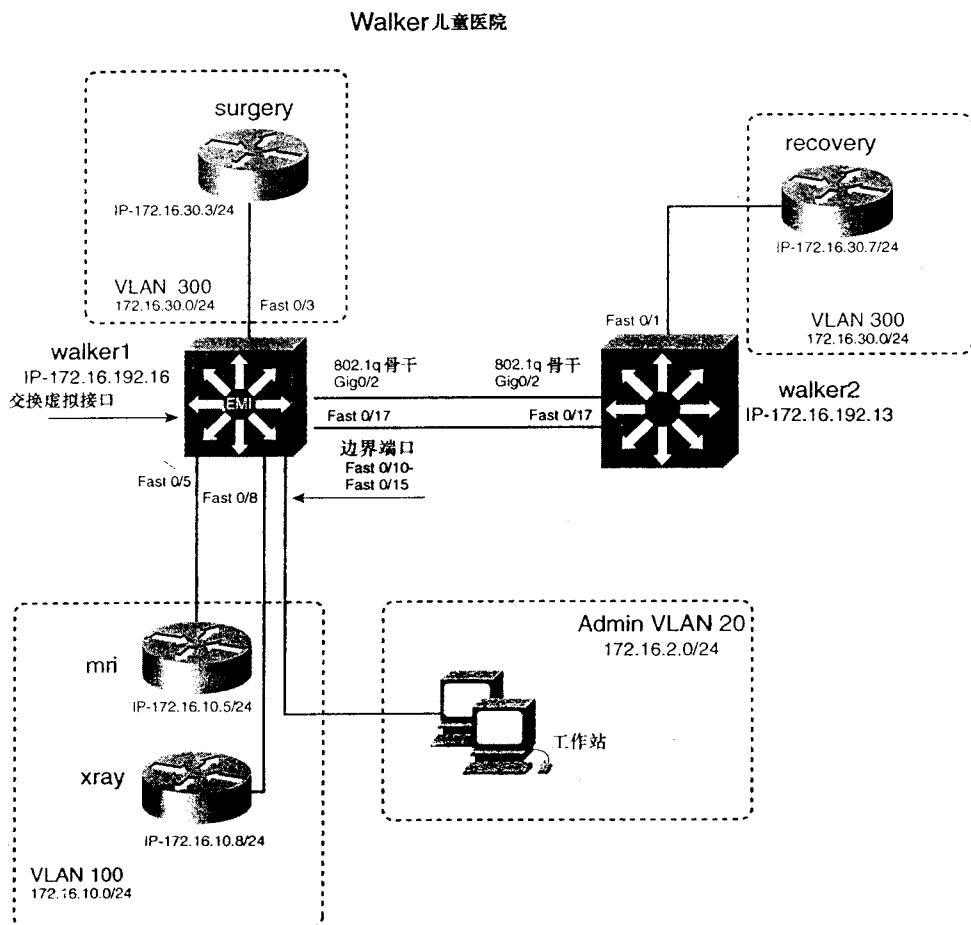 Walker 儿童医院
surgery
IP-172.16.30.3/24
VLAN 300
172.16.30.0/24
Fast 0/3
recovery
IP-172.16.30.7/24
VLAN 300
172.16.30.0/24
Fast 0/1
walker1
IP-172.16.192.16
交换虚拟接口
EMI
802.1q 骨干
Gig0/2
802.1q 骨干
Gig0/2
Fast 0/17
Fast 0/17
walker2
IP-172.16.192.13
边界端口
Fast 0/10-
Fast 0/15
Fast 0/5
Fast 0/8
mri
IP-172.16.10.5/24
xray
IP-172.16.10.8/24
VLAN 100
172.16.10.0/24
Admin VLAN 20
172.16.2.0/24
工作站